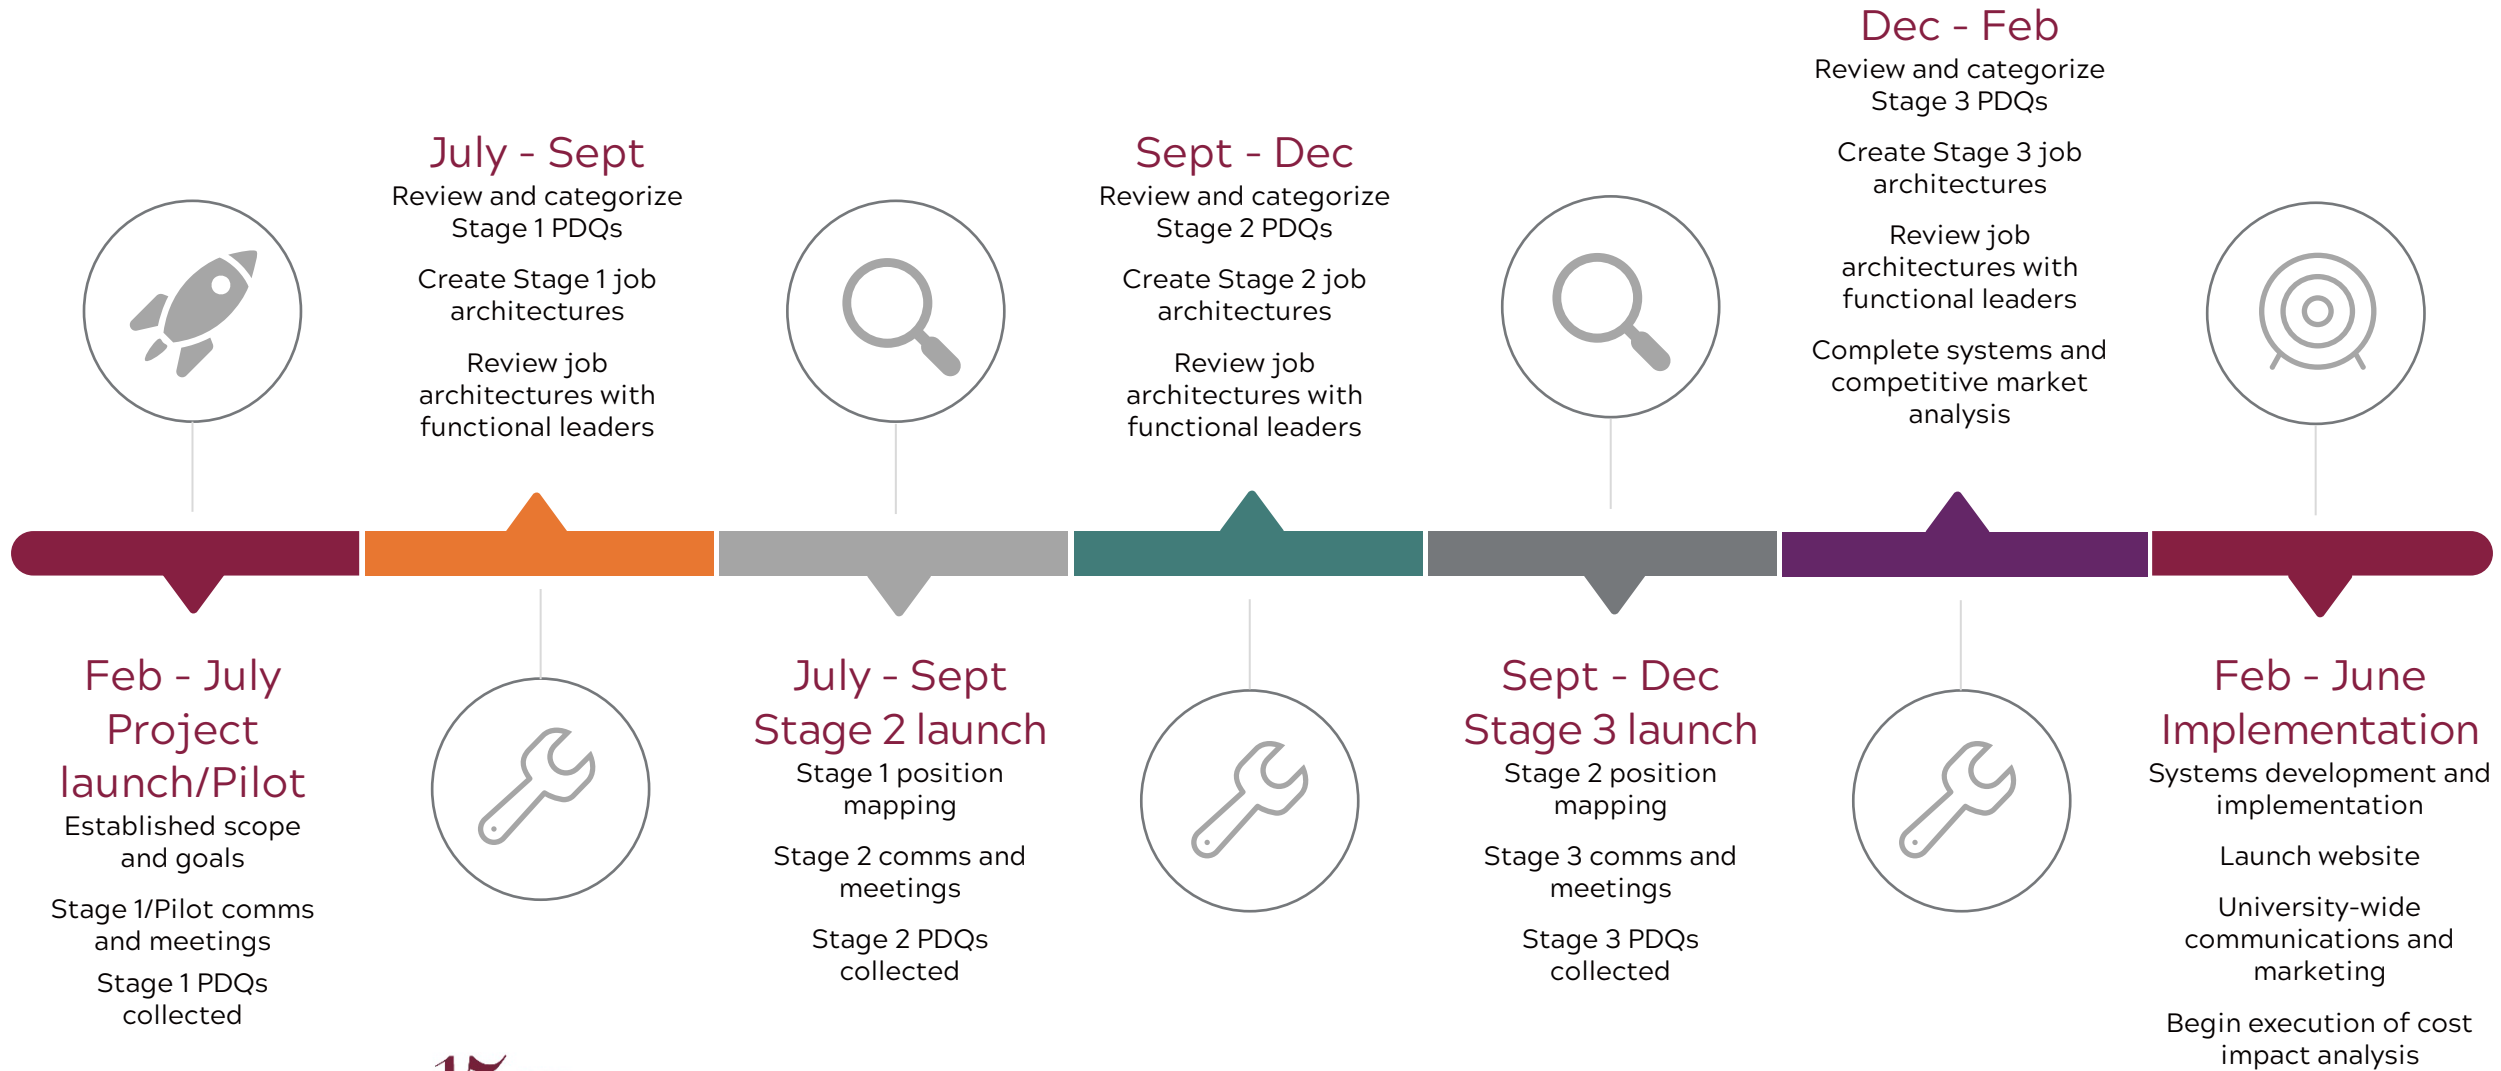 Feb - July
Project
launch/Pilot
Established scope
and goals
Stage 1/Pilot comms
and meetings
Stage 1 PDQs
collected
July - Sept
Review and categorize
Stage 1 PDQs
Create Stage 1 job
architectures
Review job
architectures with
functional leaders
July - Sept
Stage 2 launch
Stage 1 position
mapping
Stage 2 comms and
meetings
Stage 2 PDQs
collected
Sept - Dec
Review and categorize
Stage 2 PDQs
Create Stage 2 job
architectures
Review job
architectures with
functional leaders
Sept - Dec
Stage 3 launch
Stage 2 position
mapping
Stage 3 comms and
meetings
Stage 3 PDQs
collected
Dec - Feb
Review and categorize
Stage 3 PDQs
Create Stage 3 job
architectures
Review job
architectures with
functional leaders
Complete systems and
competitive market
analysis
Feb - June
Implementation
Systems development and
implementation
Launch website
University-wide
communications and
marketing
Begin execution of cost
impact analysis